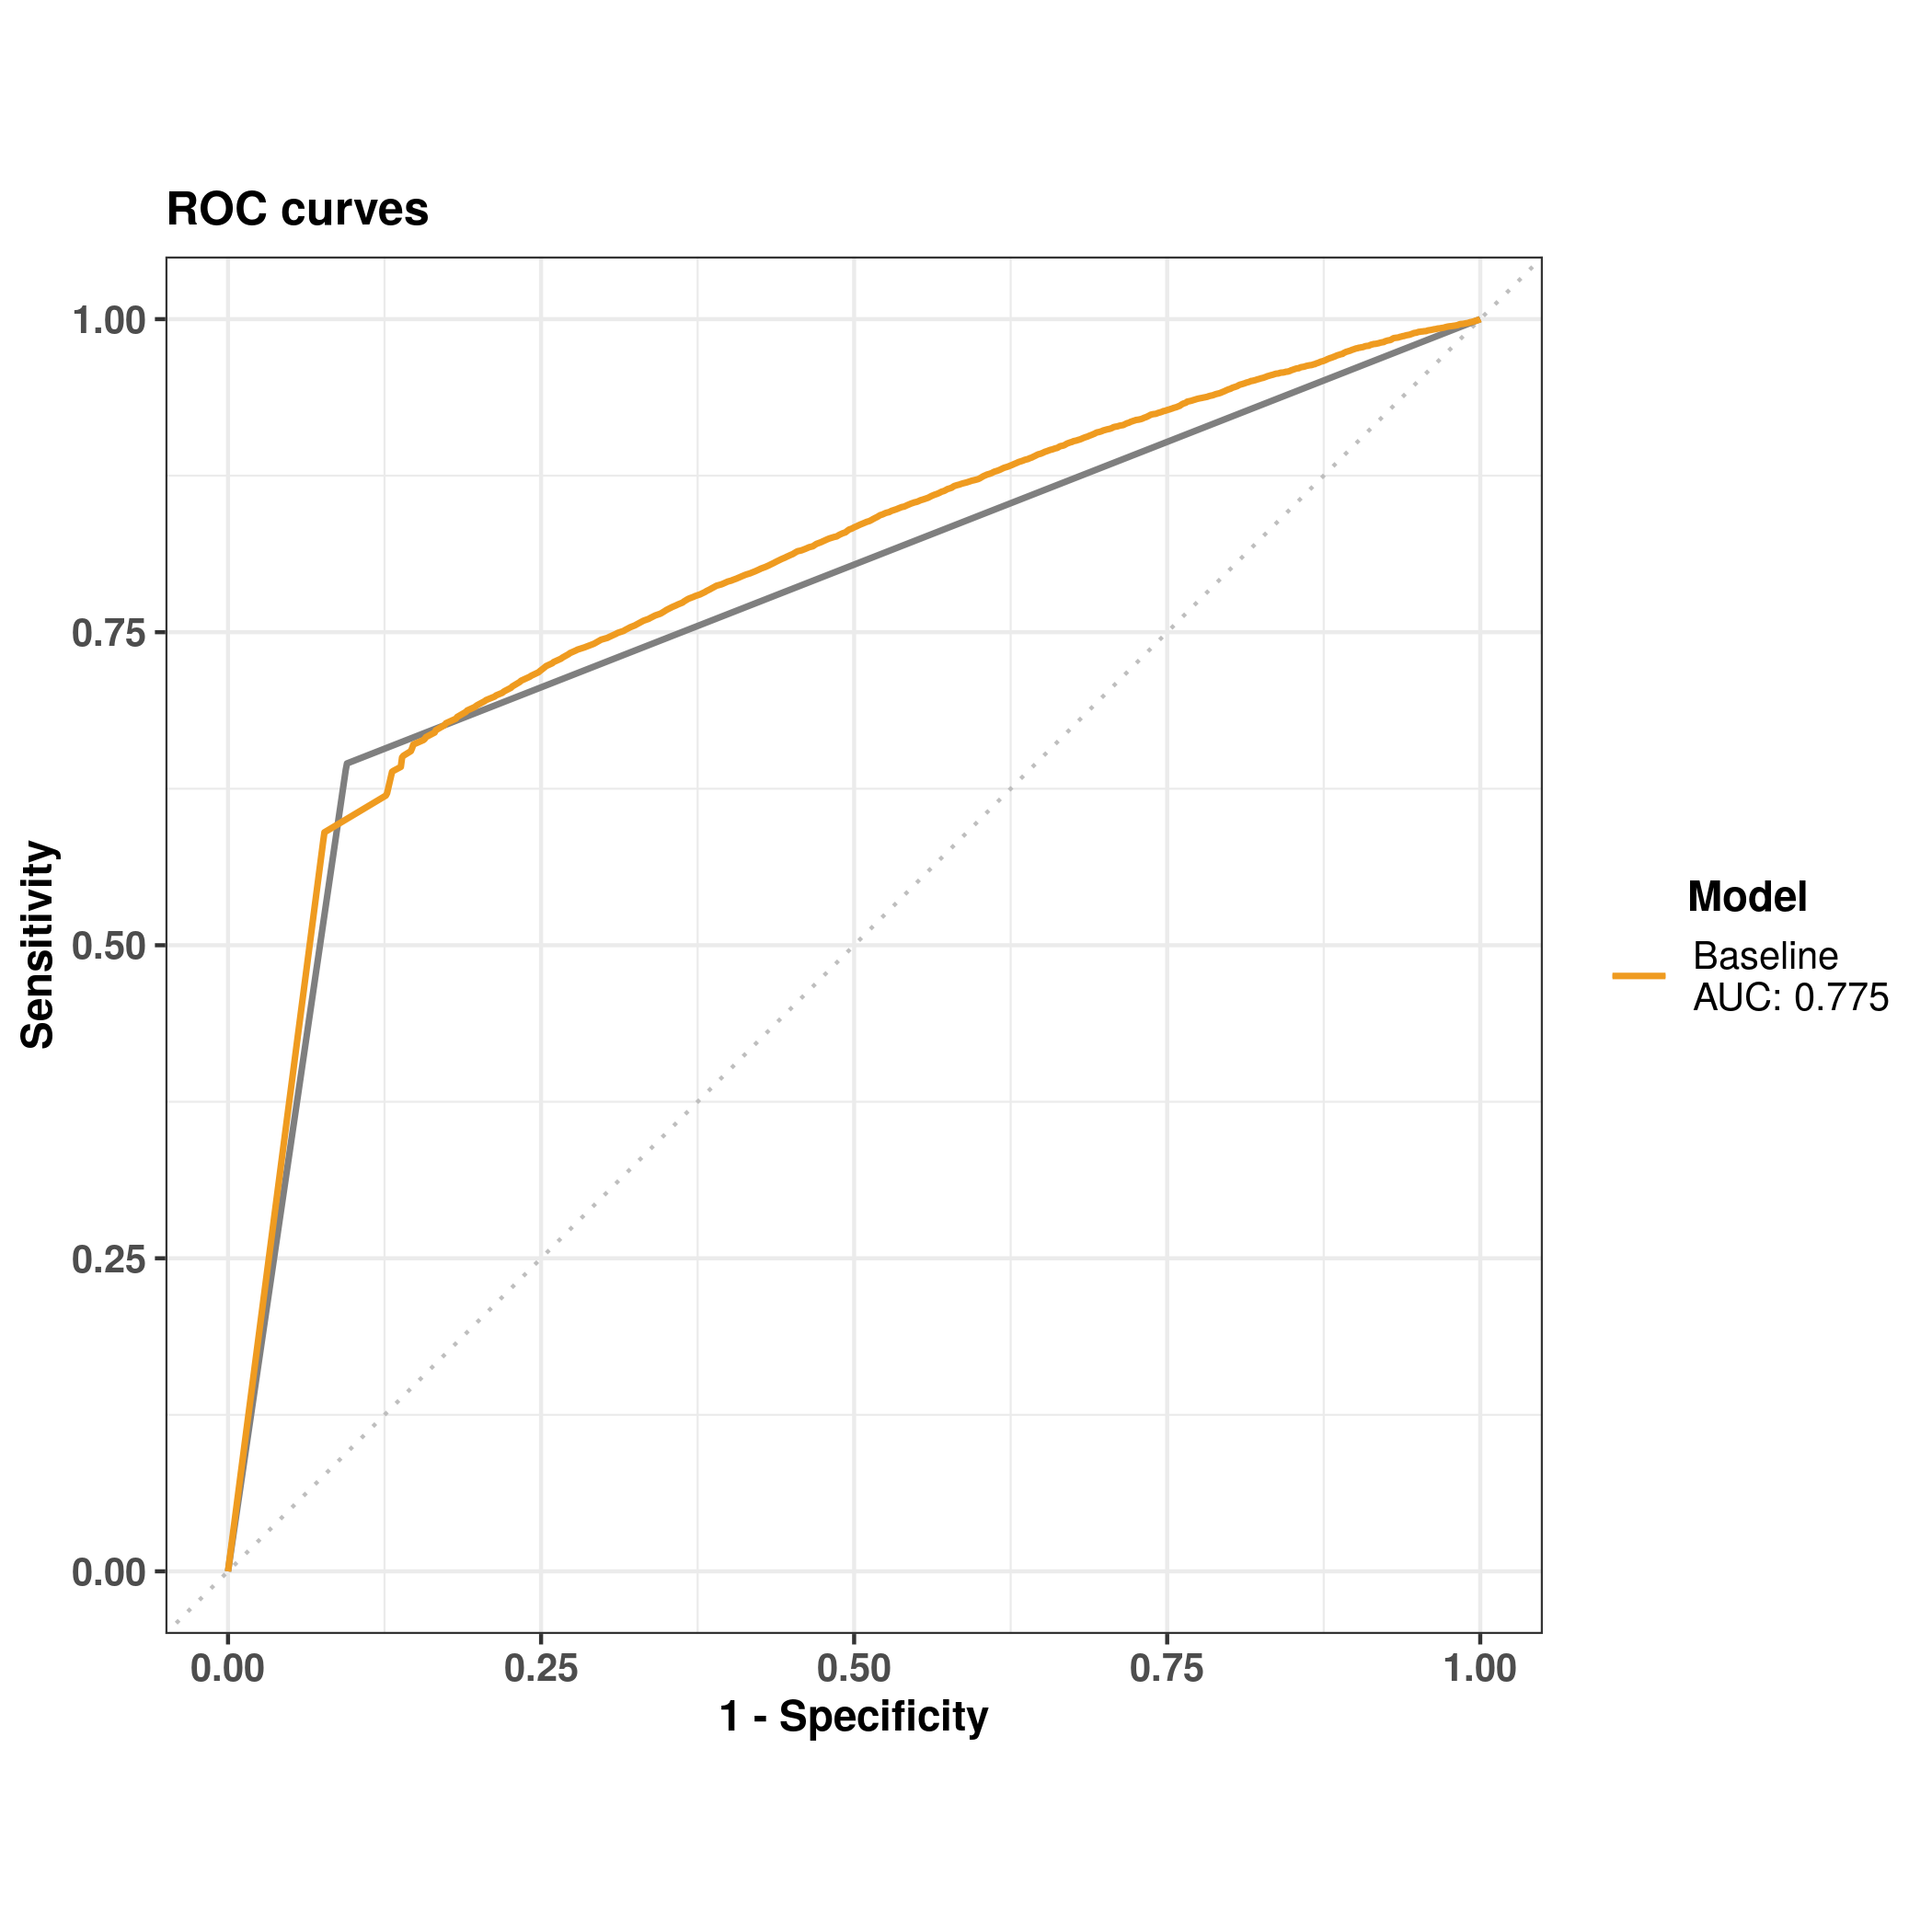 ROC curves
1.00
0.75
0.50
0.25
0.00
Sensitivity
0.00 0.25 0.50 0.75 1.00
1 - Specificity
Model
Baseline
AUC: 0.775